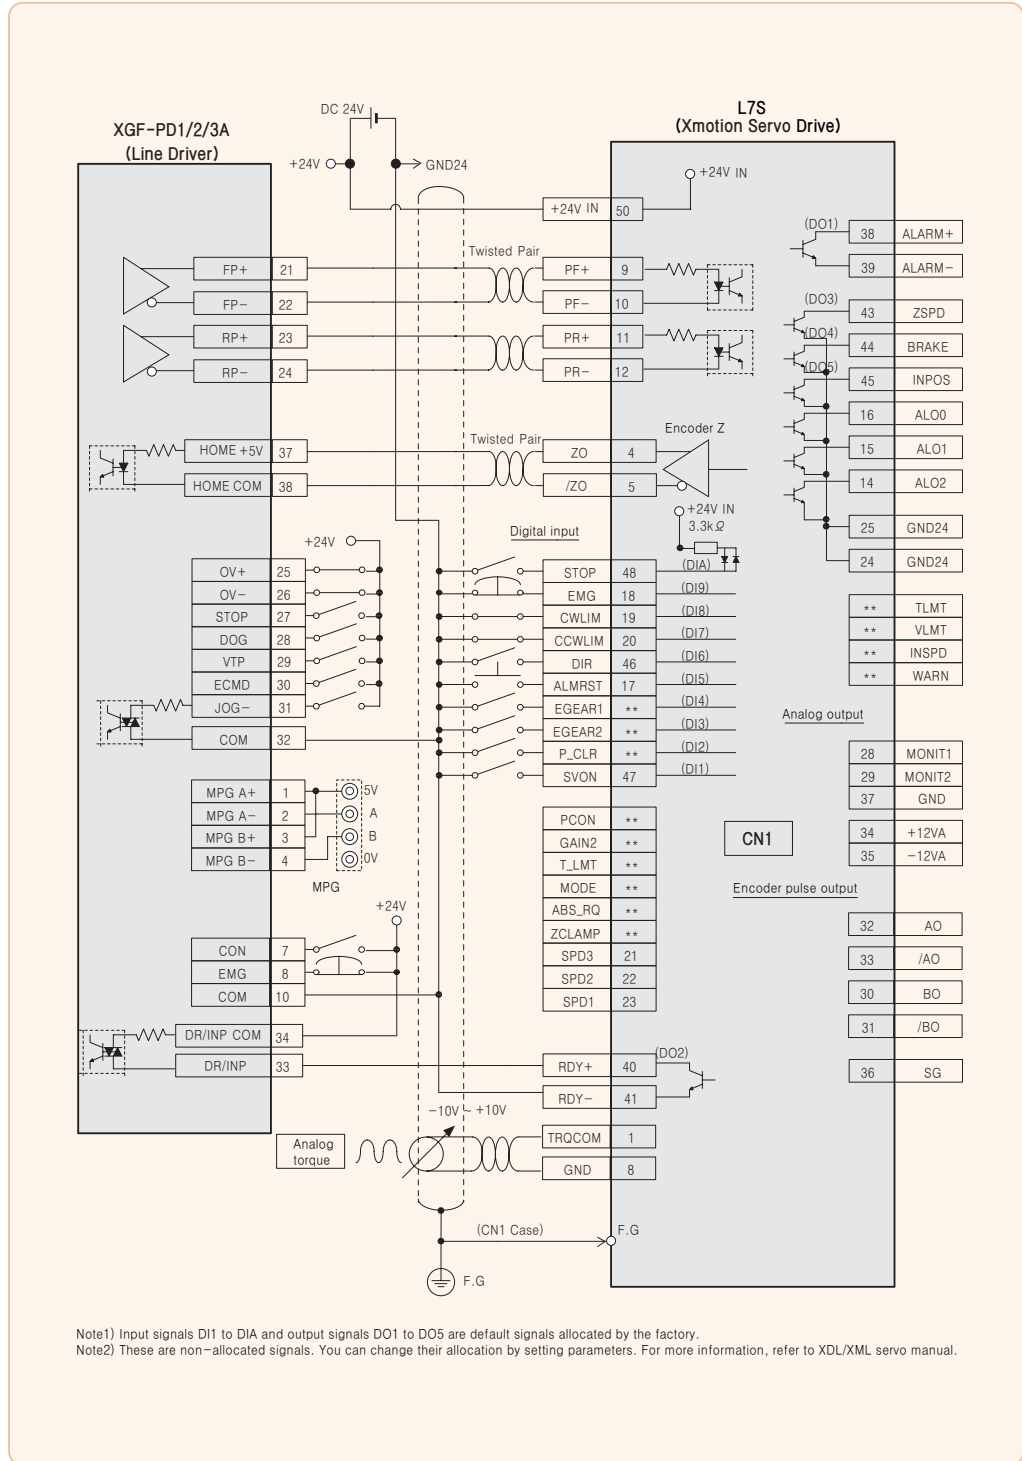 L7S
(Xmotion Servo Drive)
XGF-PD1/2/3A
(Line Driver)
DC 24V
+24V
GND24
+24V IN
+24V IN 50
(DO1)
38 ALARM+
39 ALARM-
Twisted Pair
FP+ 21
PF+ 9
FP- 22
PF- 10
RP+ 23
PR+ 11
RP- 24
PR- 12
(DO3)
43 ZSPD
(DO4)
44 BRAKE
(DO5)
45 INPOS
16 ALO0
15 ALO1
14 ALO2
25 GND24
24 GND24
Twisted Pair
Encoder Z
HOME +5V 37
ZO 4
HOME COM 38
/ZO 5
+24V IN
3.3kΩ
Digital input
+24V
OV+ 25
OV- 26
STOP 27
DOG 28
VTP 29
ECMD 30
JOG- 31
COM 32
STOP 48 (DIA)
EMG 18 (DI9)
CWLIM 19 (DI8)
CCWLIM 20 (DI7)
DIR 46 (DI6)
ALMRST 17 (DI5)
EGEAR1 ** (DI4)
EGEAR2 ** (DI3)
P_CLR ** (DI2)
SVON 47 (DI1)
** TLMT
** VLMT
** INSPD
** WARN
Analog output
28 MONIT1
29 MONIT2
37 GND
34 +12VA
35 -12VA
MPG A+ 1 5V
MPG A- 2 A
MPG B+ 3 B
MPG B- 4 0V
MPG
PCON **
GAIN2 **
T_LMT **
MODE **
ABS_RQ **
ZCLAMP **
SPD3 21
SPD2 22
SPD1 23
CN1
Encoder pulse output
32 AO
33 /AO
30 BO
31 /BO
36 SG
+24V
CON 7
EMG 8
COM 10
DR/INP COM 34
DR/INP 33
RDY+ 40 (DO2)
RDY- 41
-10V ~ +10V
Analog
torque
TRQCOM 1
GND 8
(CN1 Case)
F.G
F.G
Note1) Input signals DI1 to DIA and output signals DO1 to DO5 are default signals allocated by the factory.
Note2) These are non-allocated signals. You can change their allocation by setting parameters. For more information, refer to XDL/XML servo manual.